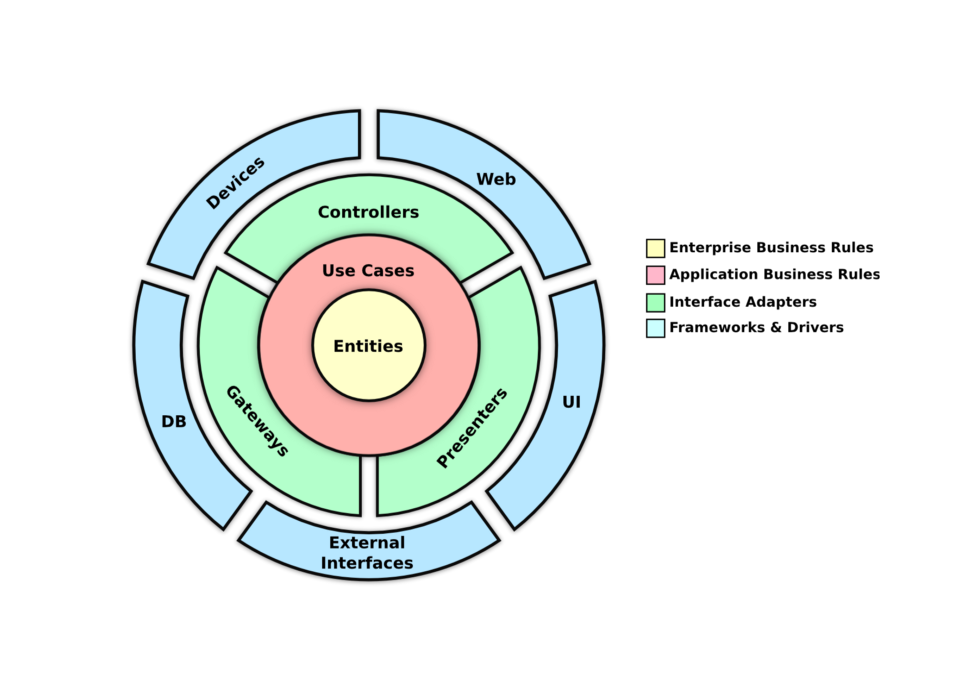 Devices
Web
Controllers
Use Cases
Entities
Gateways
Presenters
DB
UI
External
Interfaces
Enterprise Business Rules
Application Business Rules
Interface Adapters
Frameworks & Drivers